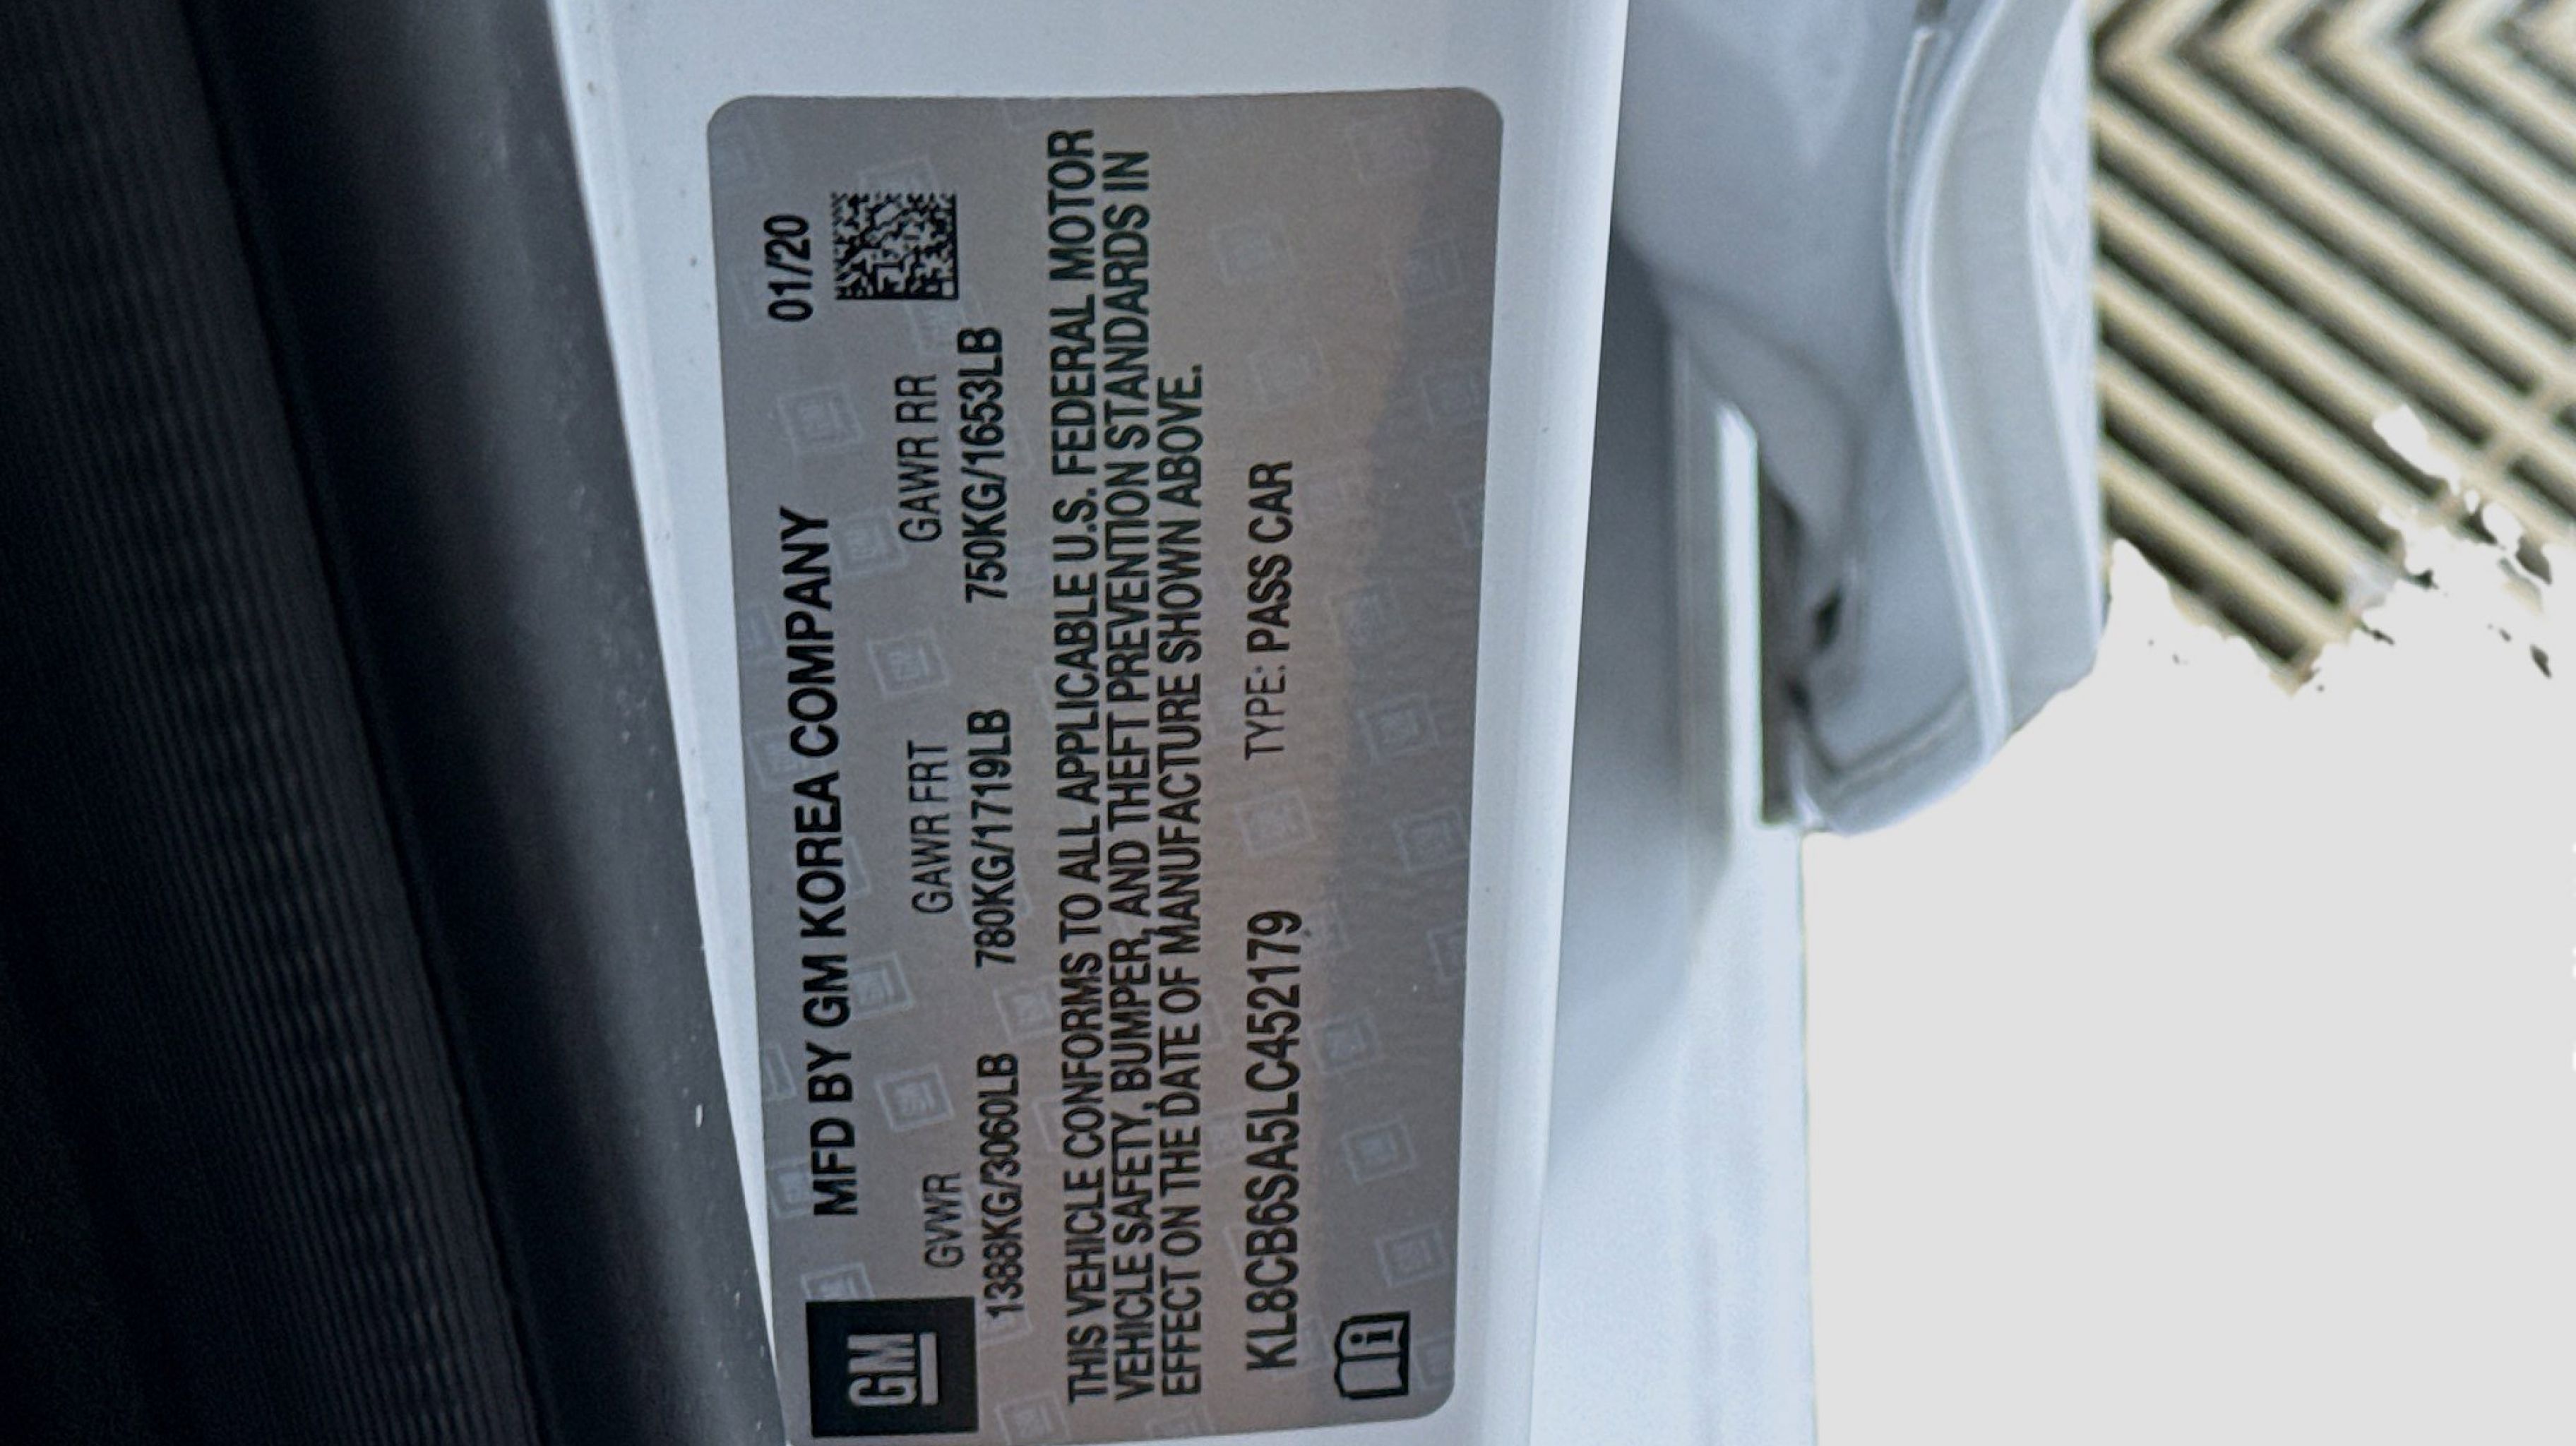 GM
MFD BY GM KOREA COMPANY 01/20
GVWR GAWR FRT GAWR RR
1388KG/3060LB 780KG/1719LB 750KG/1653LB
THIS VEHICLE CONFORMS TO ALL APPLICABLE U.S. FEDERAL MOTOR
VEHICLE SAFETY, BUMPER, AND THEFT PREVENTION STANDARDS IN
EFFECT ON THE DATE OF MANUFACTURE SHOWN ABOVE.
KL8CB6SA5LC452179 TYPE: PASS CAR